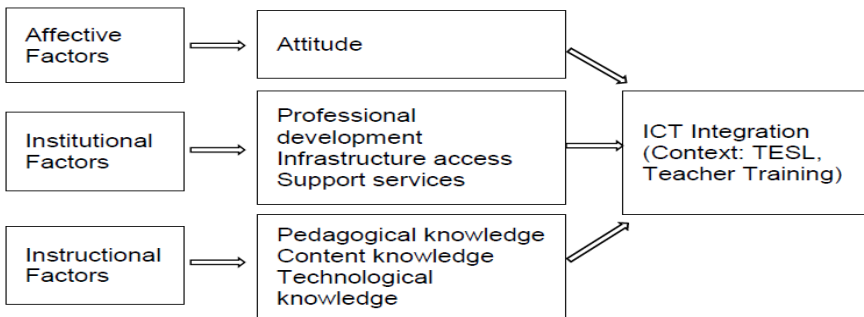 Affective
Factors
Attitude
Institutional
Factors
Professional
development
Infrastructure access
Support services
ICT Integration
(Context: TESL,
Teacher Training)
Instructional
Factors
Pedagogical knowledge
Content knowledge
Technological
knowledge